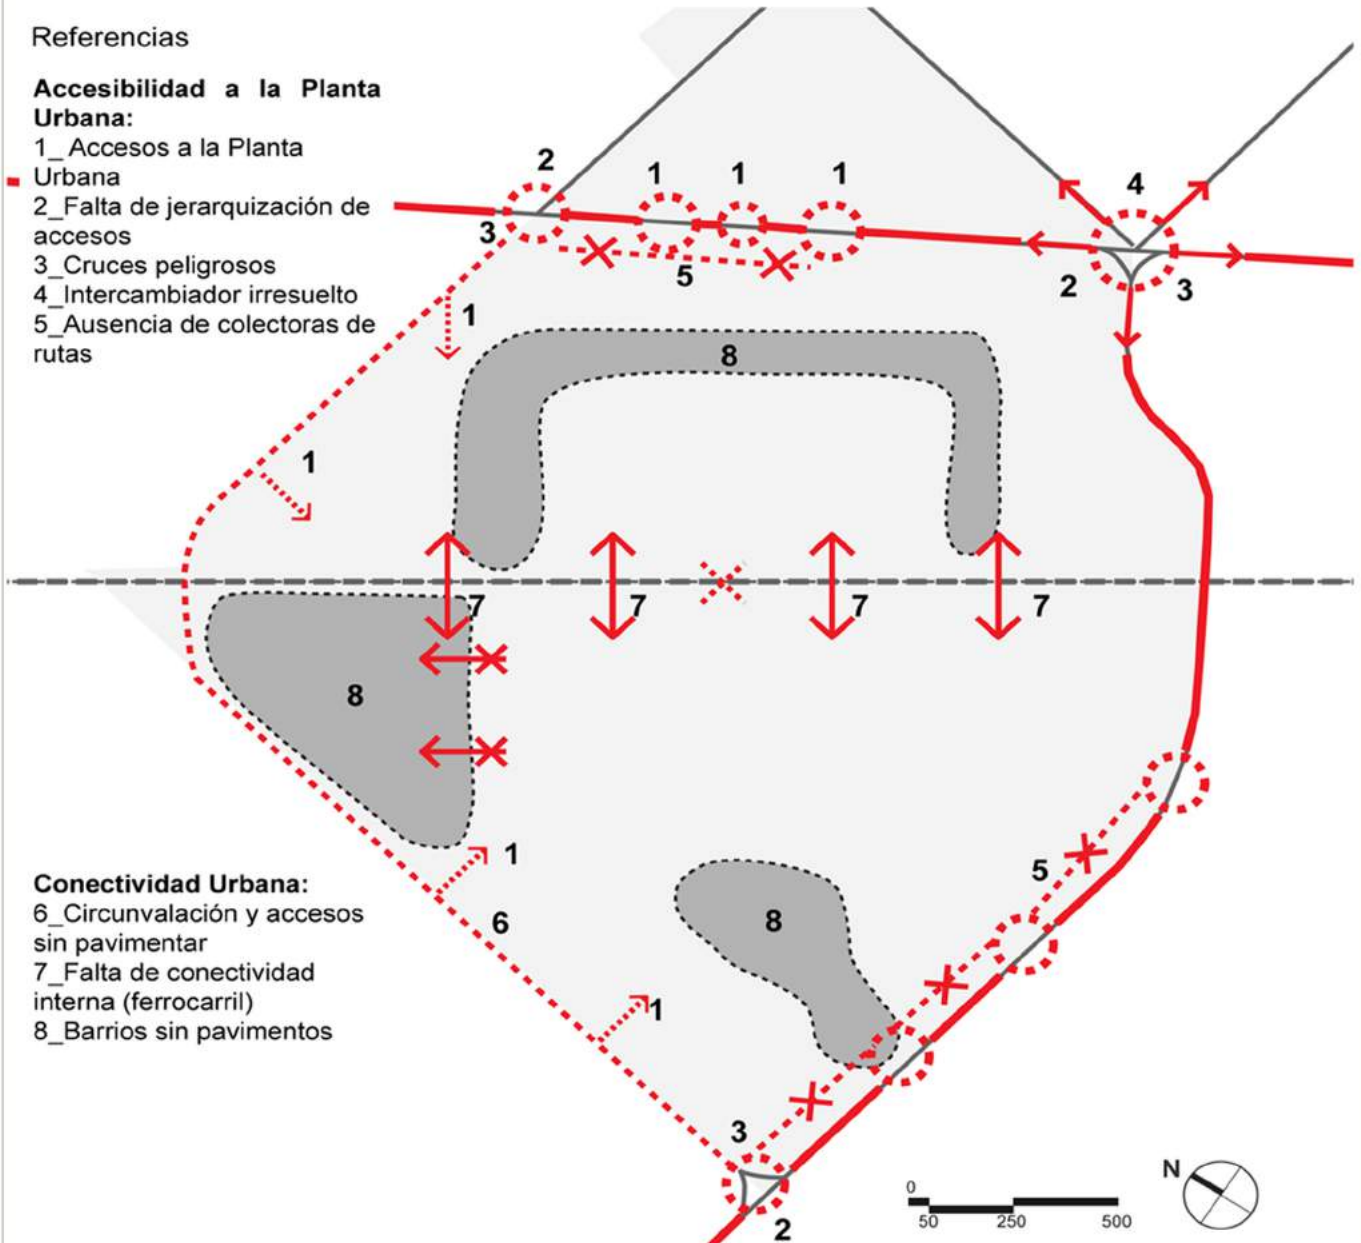 Referencias
Accesibilidad a la Planta
Urbana:
1_ Accesos a la Planta
Urbana
2_Falta de jerarquización de
accesos
3_Cruces peligrosos
4_Intercambiador irresuelto
5_Ausencia de colectoras de
rutas
2
1
1
1
4
3
5
2
3
1
8
1
7
7
7
7
8
1
5
6
8
1
Conectividad Urbana:
6_Circunvalación y accesos
sin pavimentar
7_Falta de conectividad
interna (ferrocarril)
8_Barrios sin pavimentos
3
2
0
50
250
500
N